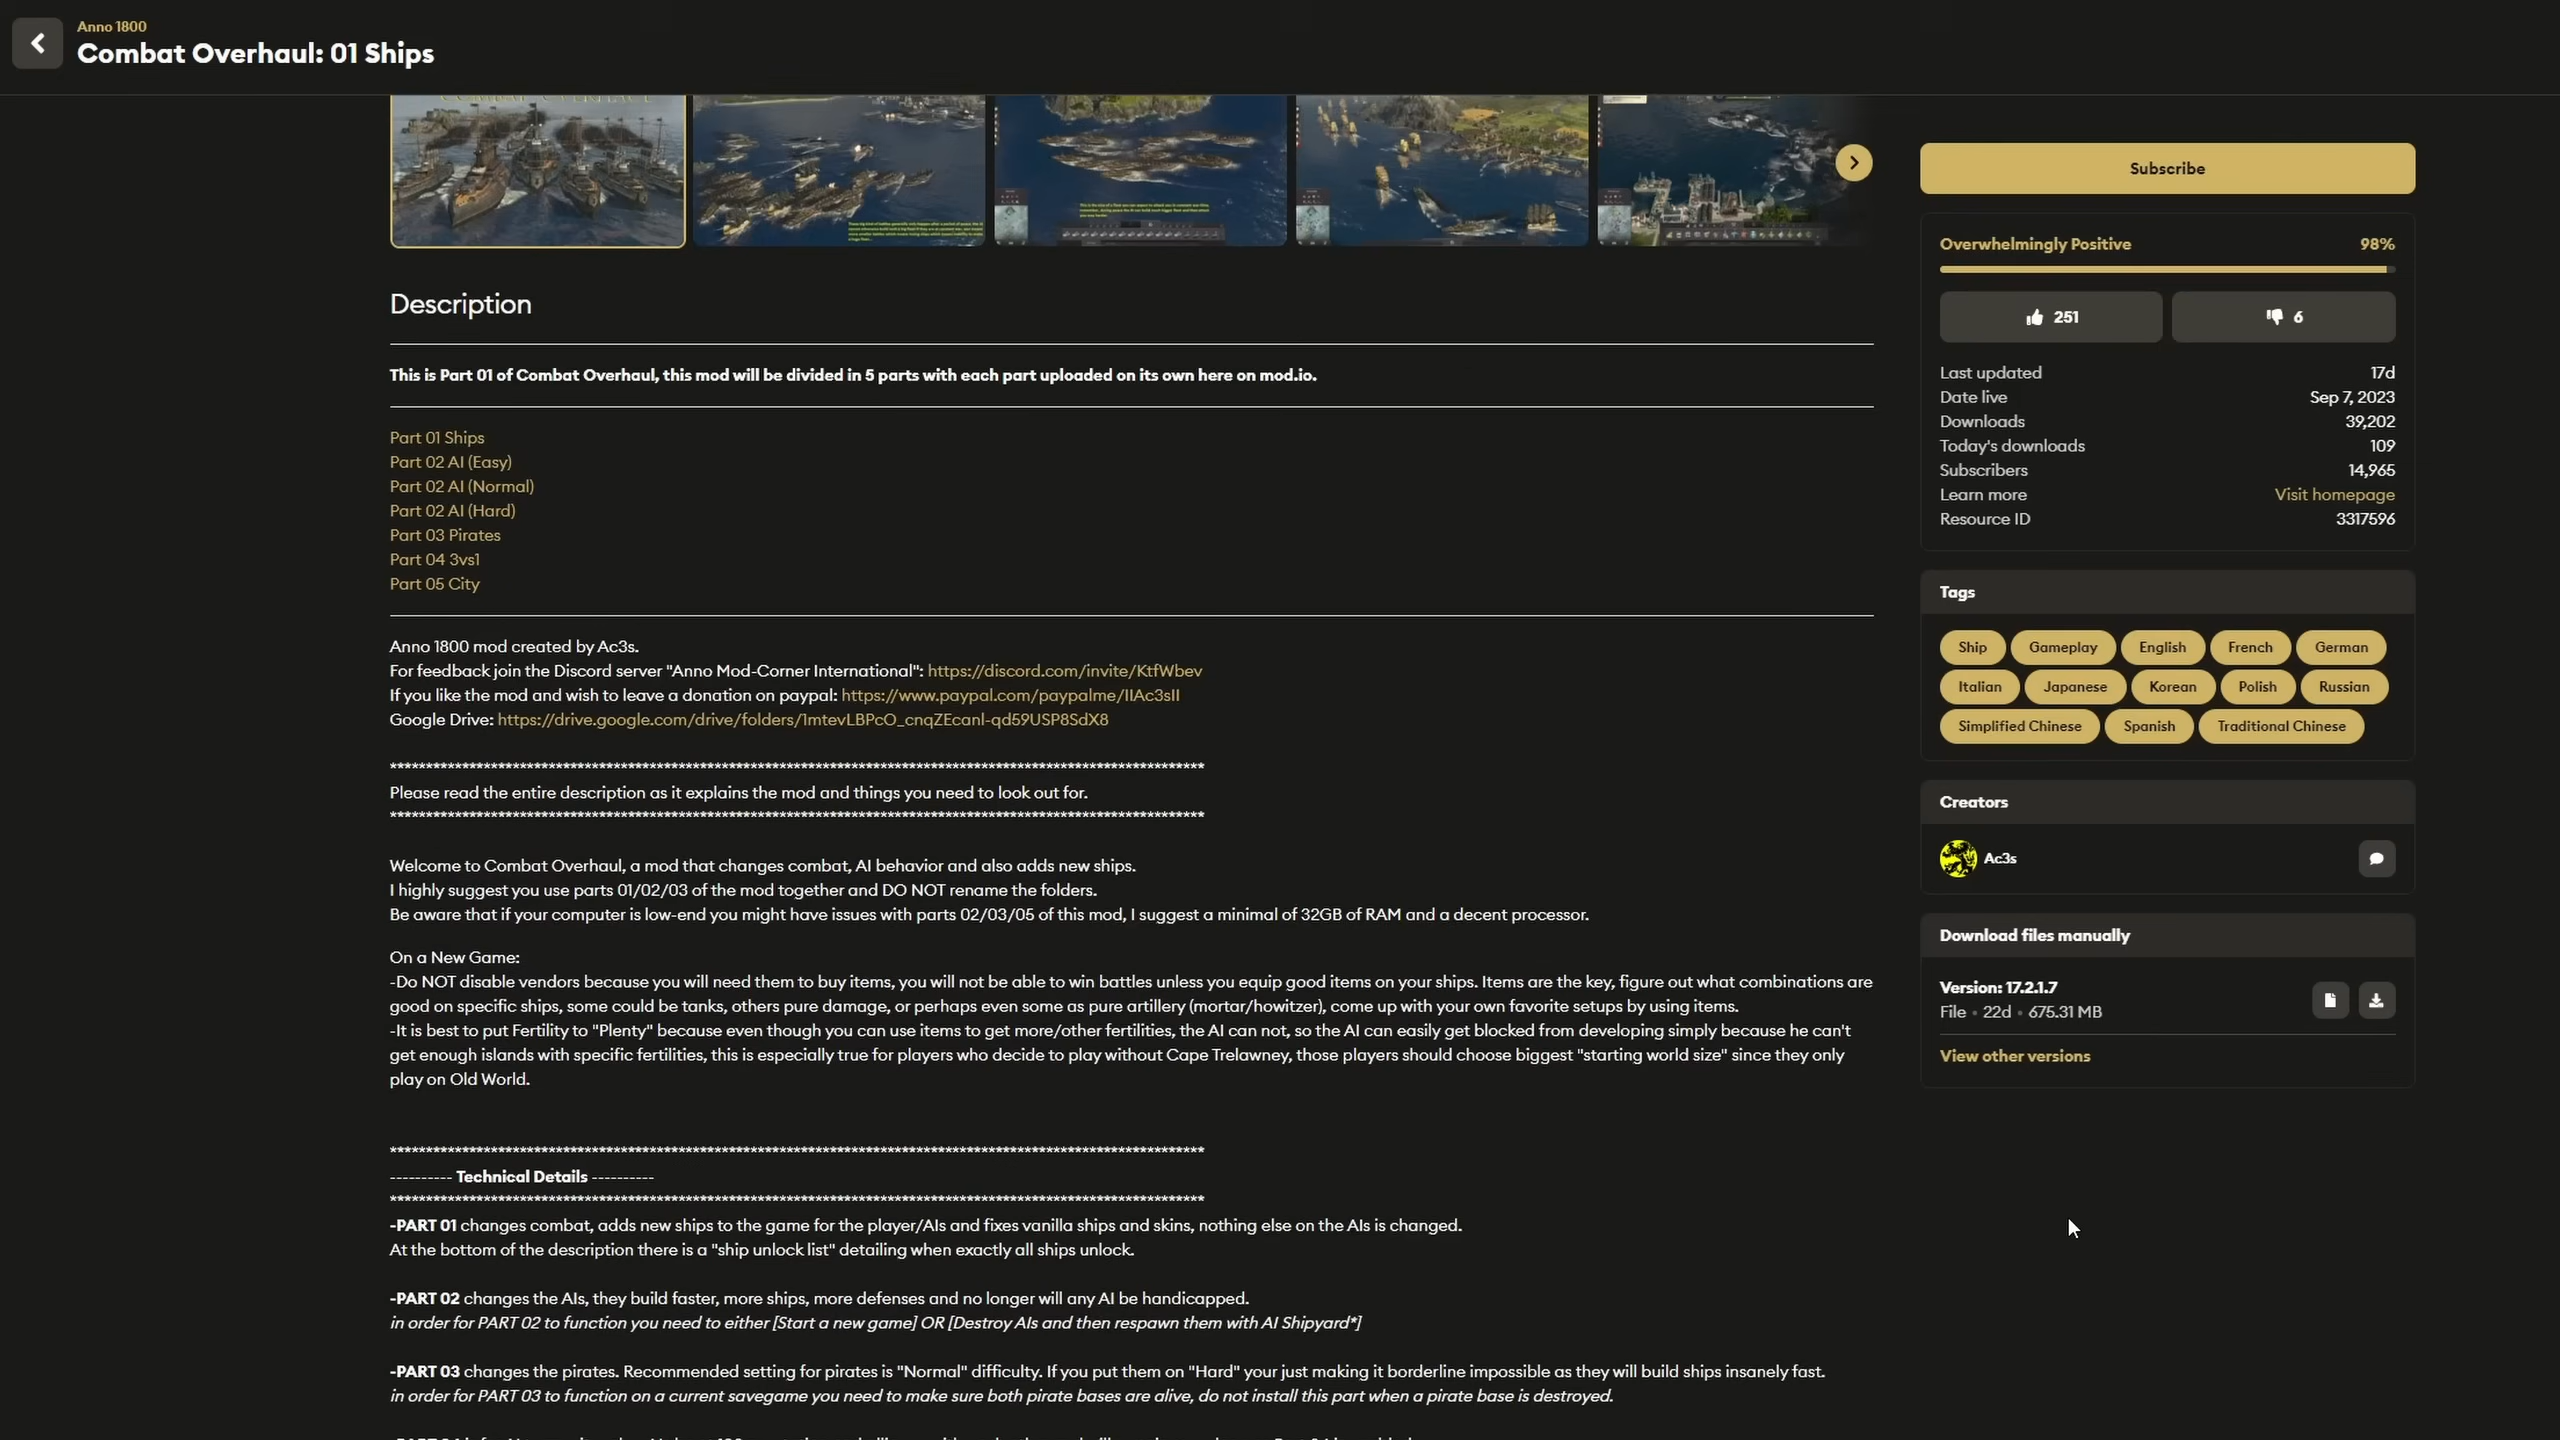 Anno 1800
Combat Overhaul: 01 Ships
Subscribe
Description
This is Part 01 of Combat Overhaul, this mod will be divided in 5 parts with each part uploaded on its own here on mod.io.
Part 01 Ships
Part 02 AI (Easy)
Part 02 AI (Normal)
Part 02 AI (Hard)
Part 03 Pirates
Part 04 3vs1
Part 05 City
Anno 1800 mod created by Ac3s.
For feedback join the Discord server "Anno Mod-Corner International": https://discord.com/invite/KtfWbev
If you like the mod and wish to leave a donation on paypal: https://www.paypal.com/paypalme/IIAc3sII
Google Drive: https://drive.google.com/drive/folders/1mtevLBPcO_cnqZEcanl-qd59USP8SdX8
Please read the entire description as it explains the mod and things you need to look out for.
Welcome to Combat Overhaul, a mod that changes combat, AI behavior and also adds new ships.
I highly suggest you use parts 01/02/03 of the mod together and DO NOT rename the folders.
Be aware that if your computer is low-end you might have issues with parts 02/03/05 of this mod, I suggest a minimal of 32GB of RAM and a decent processor.
On a New Game:
-Do NOT disable vendors because you will need them to buy items, you will not be able to win battles unless you equip good items on your ships. Items are the key, figure out what combinations are
good on specific ships, some could be tanks, others pure damage, or perhaps even some as pure artillery (mortar/howitzer), come up with your own favorite setups by using items.
-It is best to put Fertility to "Plenty" because even though you can use items to get more/other fertilities, the AI can not, so the AI can easily get blocked from developing simply because he can't
get enough islands with specific fertilities, this is especially true for players who decide to play without Cape Trelawney, those players should choose biggest "starting world size" since they only
play on Old World.
---------- Technical Details ----------
-PART 01 changes combat, adds new ships to the game for the player/AIs and fixes vanilla ships and skins, nothing else on the AIs is changed.
At the bottom of the description there is a "ship unlock list" detailing when exactly all ships unlock.
-PART 02 changes the AIs, they build faster, more ships, more defenses and no longer will any AI be handicapped.
in order for PART 02 to function you need to either [Start a new game] OR [Destroy AIs and then respawn them with AI Shipyard*]
-PART 03 changes the pirates. Recommended setting for pirates is "Normal" difficulty. If you put them on "Hard" your just making it borderline impossible as they will build ships insanely fast.
in order for PART 03 to function on a current savegame you need to make sure both pirate bases are alive, do not install this part when a pirate base is destroyed.
Overwhelmingly Positive 98%
251 6
Last updated 17d
Date live Sep 7, 2023
Downloads 39,202
Today's downloads 109
Subscribers 14,965
Learn more Visit homepage
Resource ID 3317596
Tags
Ship Gameplay English French German
Italian Japanese Korean Polish Russian
Simplified Chinese Spanish Traditional Chinese
Creators
Ac3s
Download files manually
Version: 17.2.1.7
File • 22d • 675.31 MB
View other versions